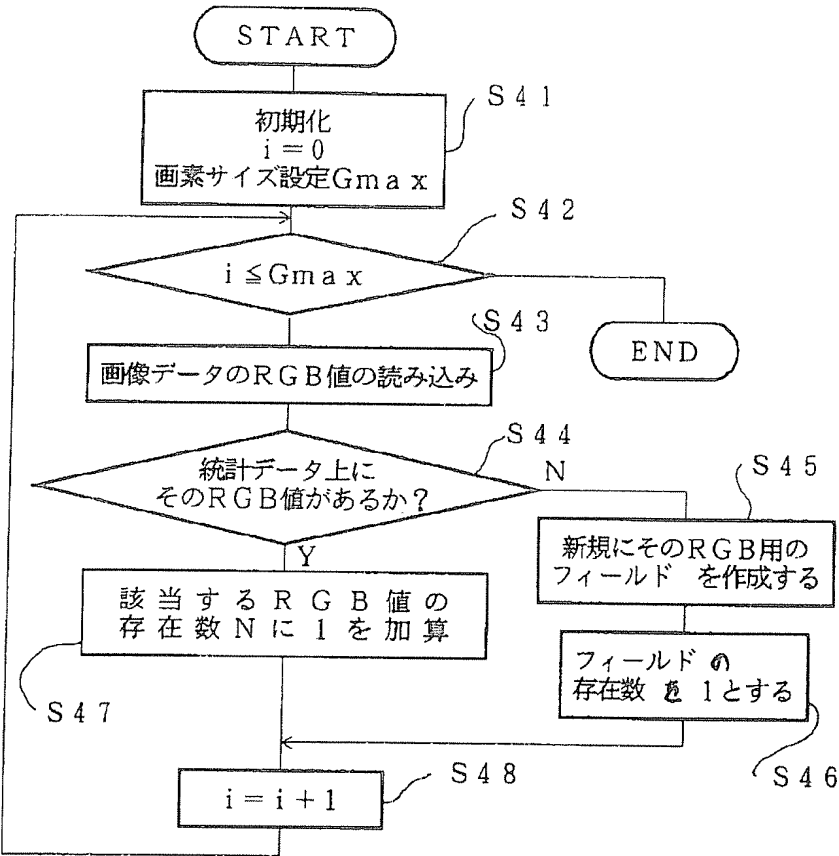 START
S41
初期化
i=0
画素サイズ設定Gmax
S42
i≦Gmax
S43
END
画像データのRGB値の読み込み
S44
統計データ上に
そのRGB値があるか?
N
S45
新規にそのRGB用の
フィールド を作成する
Y
該当するRGB値の
存在数Nに1を加算
フィールドの
存在数を1とする
S47
S46
S48
i=i+1